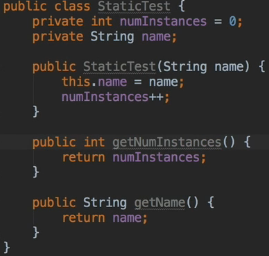 public class StaticTest {
private int numInstances = 0;
private String name;
public StaticTest(String name) {
this.name = name;
numInstances++;
}
public int getNumInstances() {
return numInstances;
}
public String getName() {
return name;
}
}